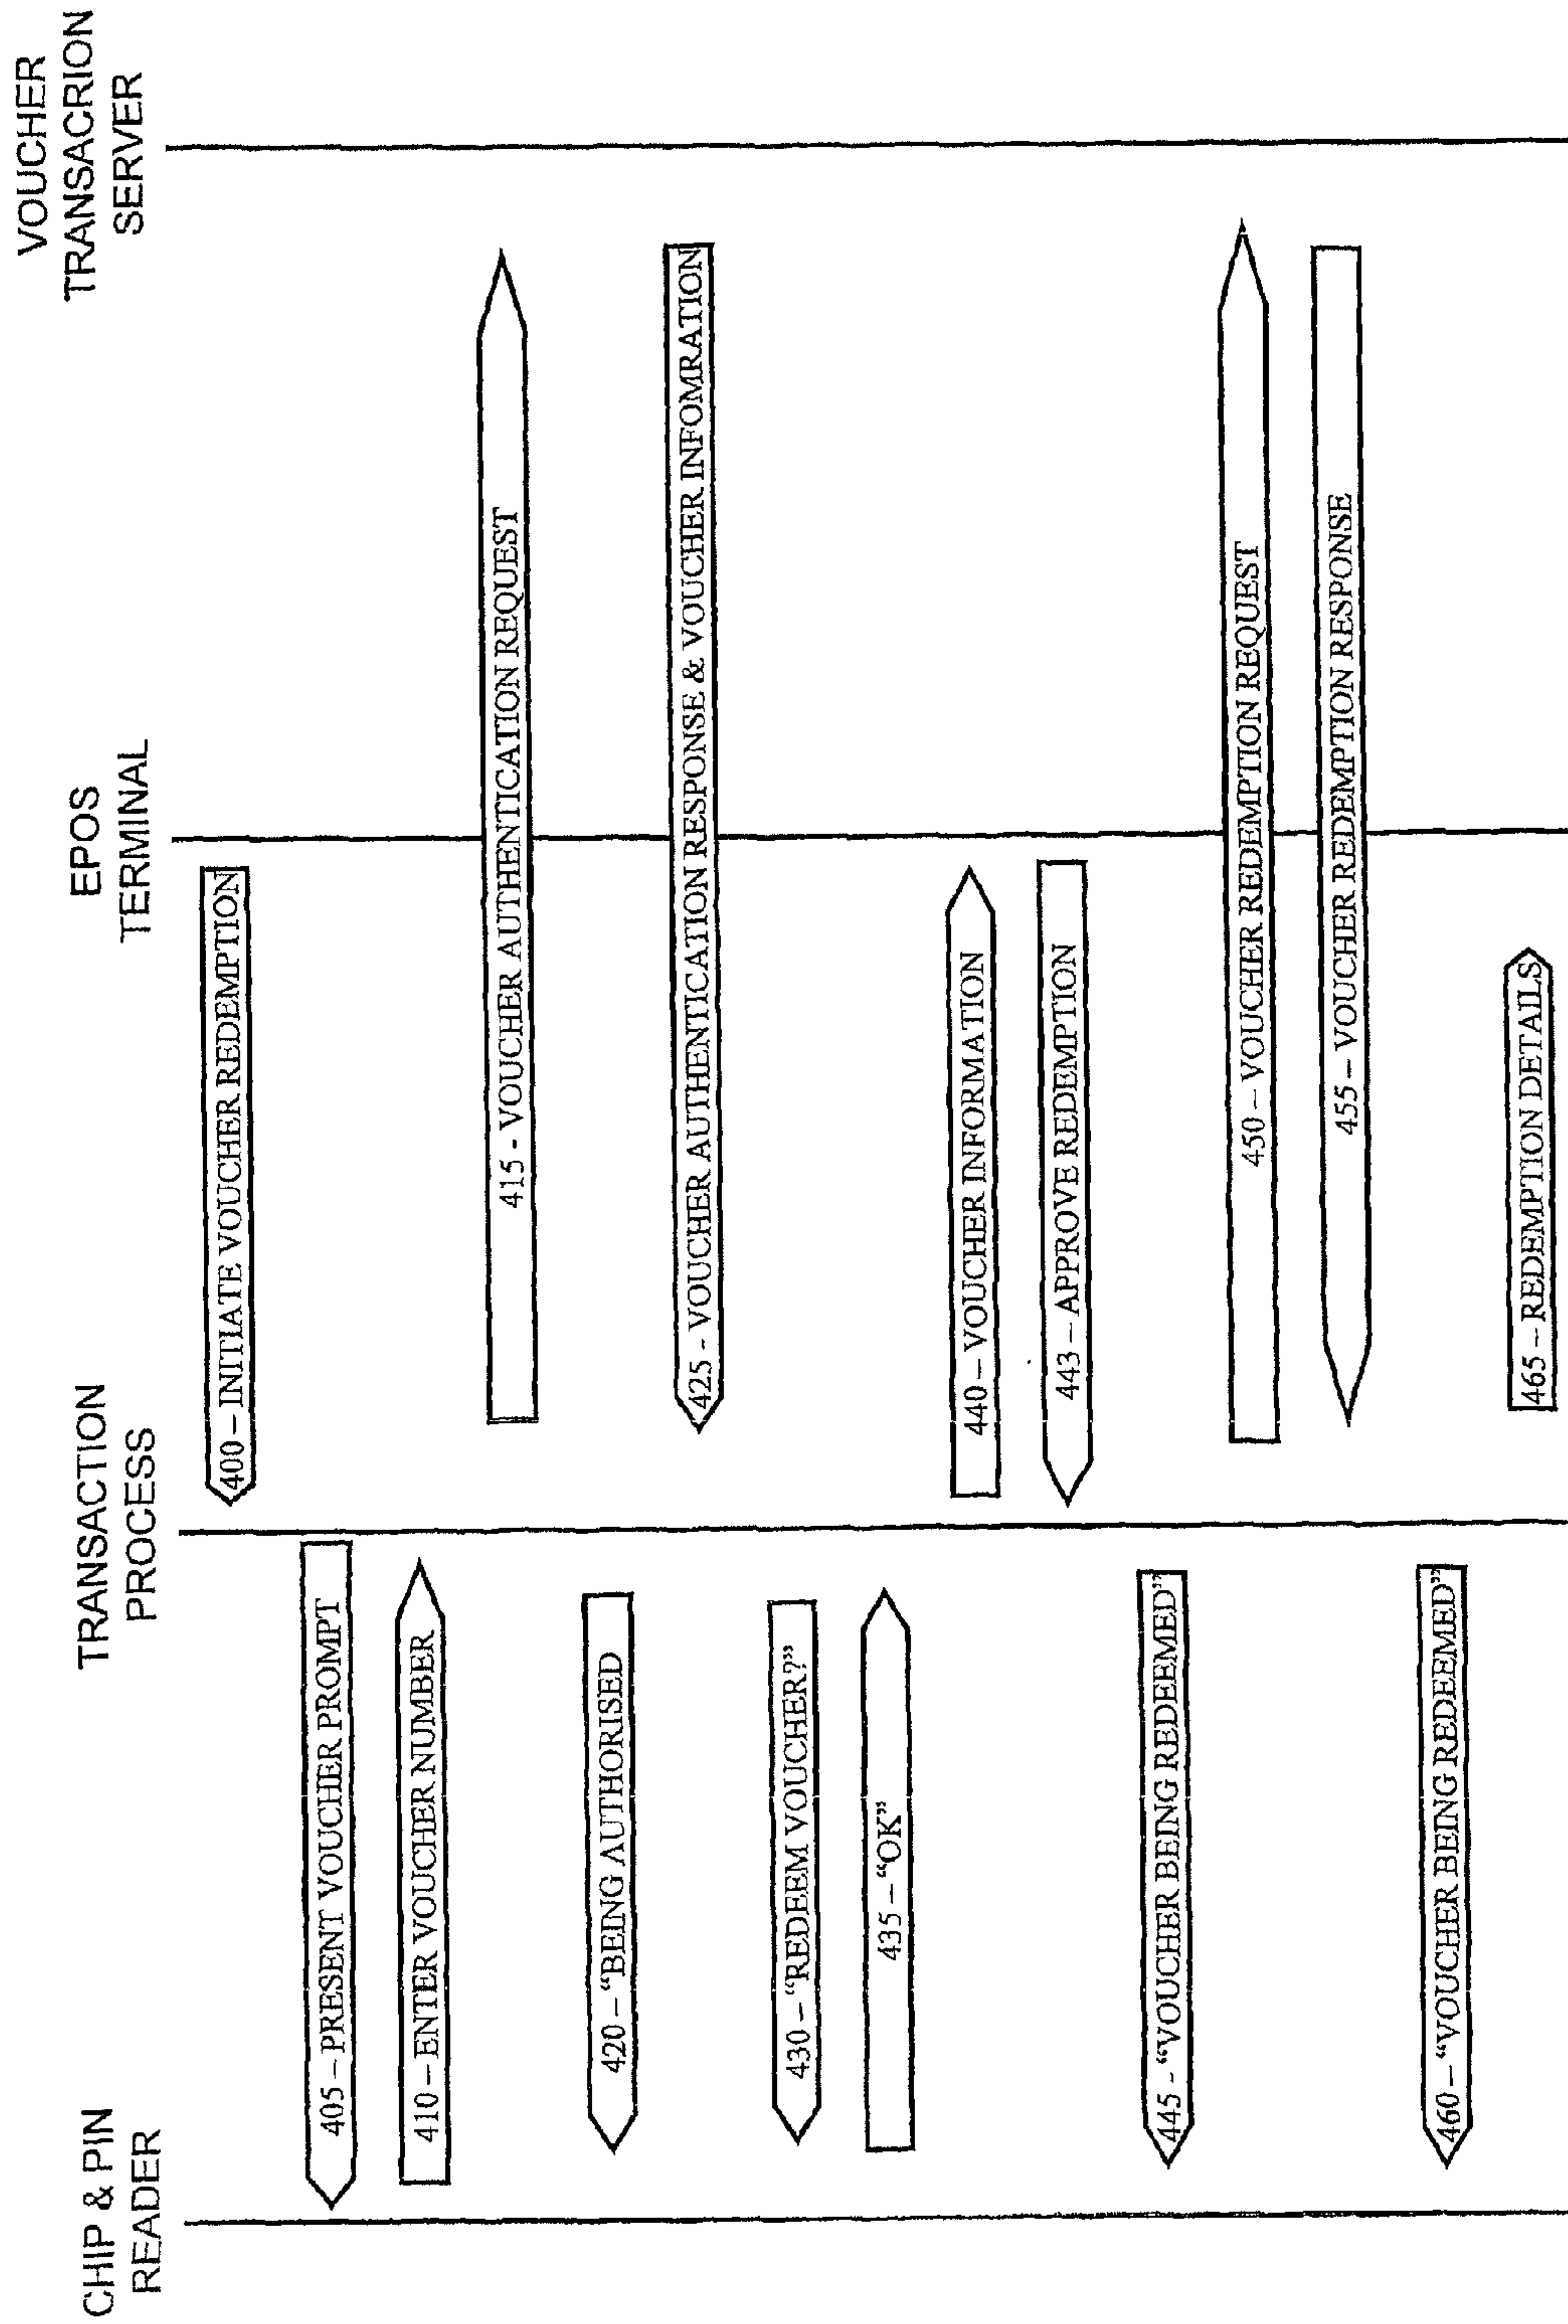 CHIP & PIN
READER
TRANSACTION
PROCESS
EPOS
TERMINAL
VOUCHER
TRANSACRION
SERVER
400 – INITIATE VOUCHER REDEMPTION
405 – PRESENT VOUCHER PROMPT
410 – ENTER VOUCHER NUMBER
415 - VOUCHER AUTHENTICATION REQUEST
420 – “BEING AUTHORISED
425 - VOUCHER AUTHENTICATION RESPONSE & VOUCHER INFOMRATION
430 – “REDEEM VOUCHER?”
435 – “OK”
440 – VOUCHER INFORMATION
443 – APPROVE REDEMPTION
445 - “VOUCHER BEING REDEEMED”
450 – VOUCHER REDEMPTION REQUEST
455 – VOUCHER REDEMPTION RESPONSE
460 – “VOUCHER BEING REDEEMED”
465 – REDEMPTION DETAILS